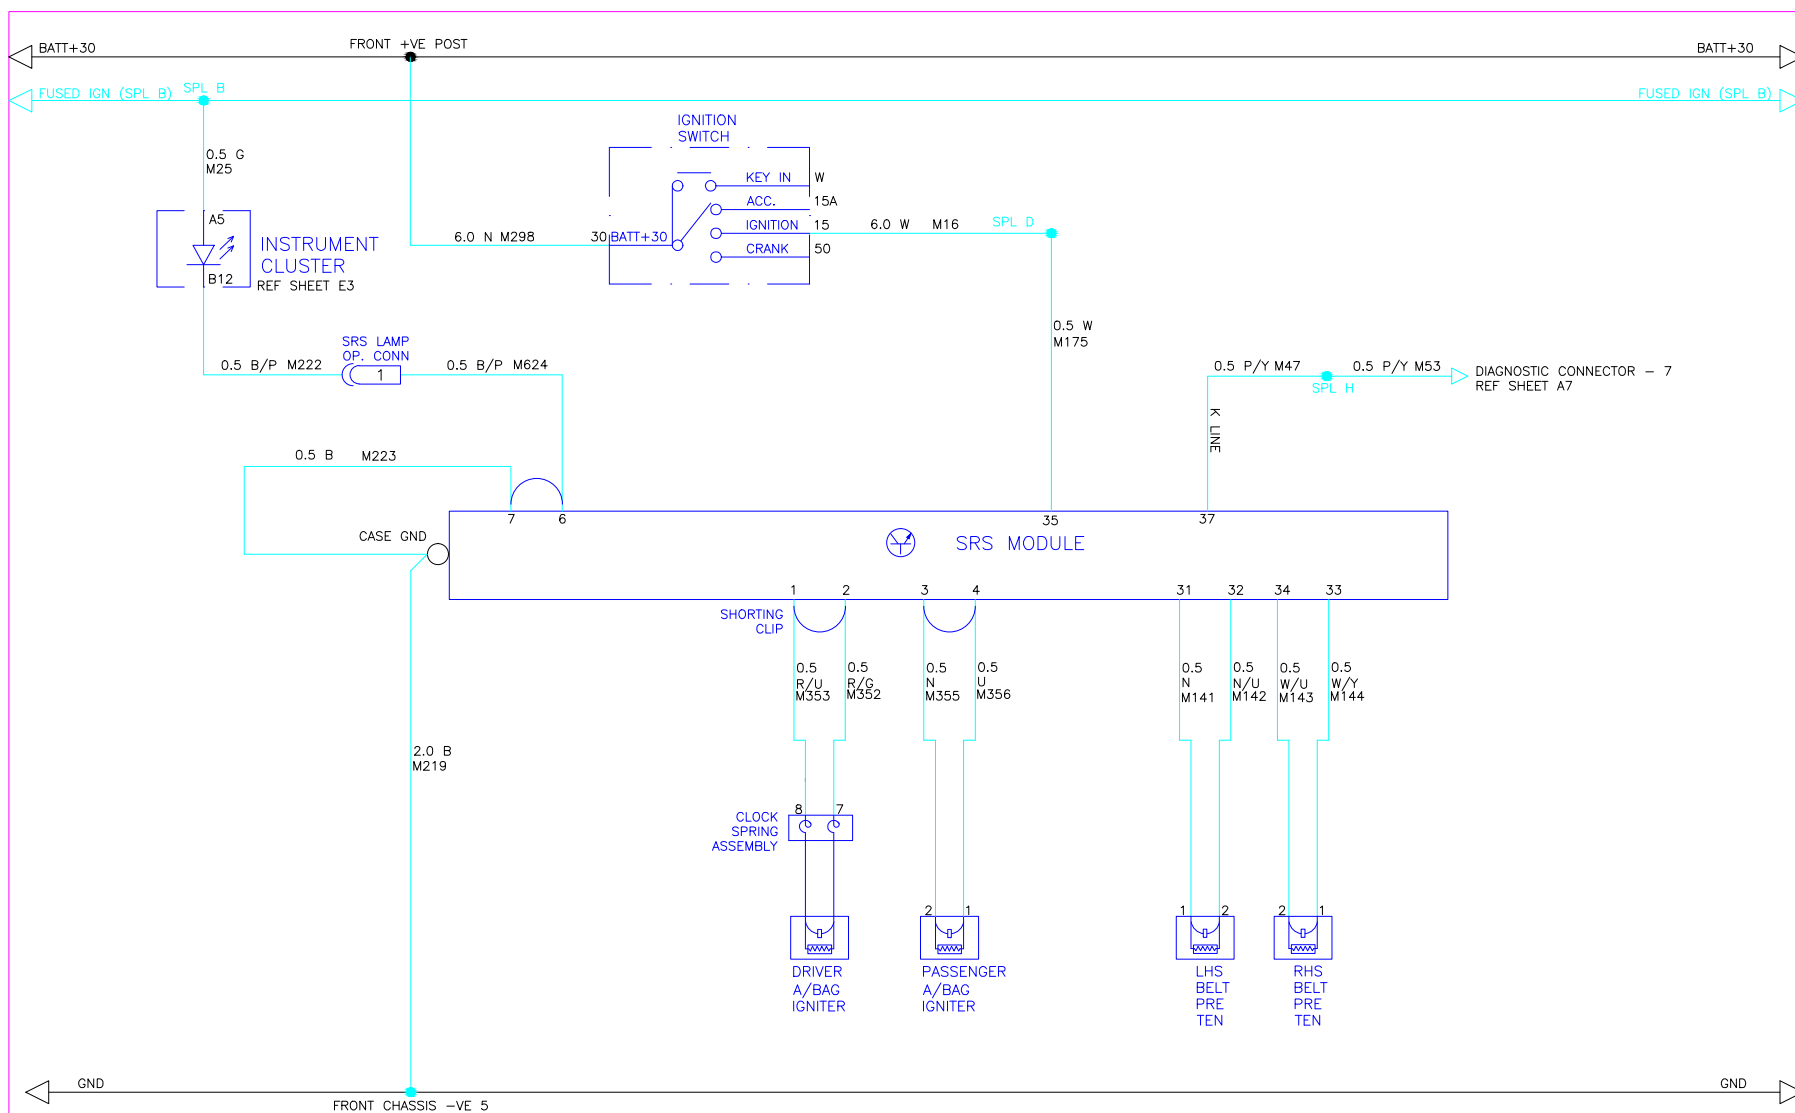 BATT+30
FRONT +VE POST
BATT+30
FUSED IGN (SPL B)
SPL B
FUSED IGN (SPL B)
IGNITION
SWITCH
0.5 G
M25
KEY IN
W
ACC.
15A
IGNITION
15
CRANK
50
6.0 W
M16
SPL D
A5
B12
INSTRUMENT
CLUSTER
REF SHEET E3
6.0 N M298
30
BATT+30
SRS LAMP
OP. CONN
0.5 B/P M222
1
0.5 B/P M624
0.5 W
M175
0.5 P/Y M47
0.5 P/Y M53
SPL H
DIAGNOSTIC CONNECTOR – 7
REF SHEET A7
K LINE
0.5 B
M223
7
6
35
37
CASE GND
SRS MODULE
1
2
3
4
31
32
34
33
SHORTING
CLIP
0.5
R/U
M353
0.5
R/G
M352
0.5
N
M355
0.5
U
M356
0.5
N
M141
0.5
N/U
M142
0.5
W/U
M143
0.5
W/Y
M144
2.0 B
M219
CLOCK
SPRING
ASSEMBLY
8
7
2
1
1
2
2
1
DRIVER
A/BAG
IGNITER
PASSENGER
A/BAG
IGNITER
LHS
BELT
PRE
TEN
RHS
BELT
PRE
TEN
GND
GND
FRONT CHASSIS –VE 5